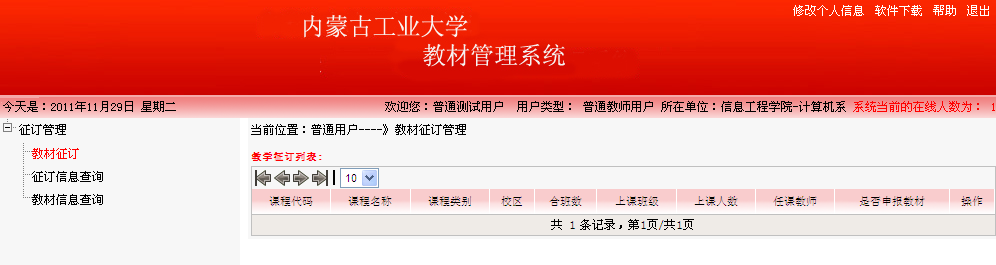 修改个人信息 软件下载 帮助 退出
内蒙古工业大学
教材管理系统
今天是：2011年11月29日 星期二 欢迎您：普通测试用户 用户类型： 普通教师用户 所在单位：信息工程学院-计算机系 系统当前的在线人数为： 1
征订管理
教材征订
征订信息查询
教材信息查询
当前位置：普通用户----》教材征订管理
教学征订列表：
10
课程代码 课程名称 课程类别 校区 合班数 上课班级 上课人数 任课教师 是否申报教材 操作
共 1 条记录，第1页/共1页